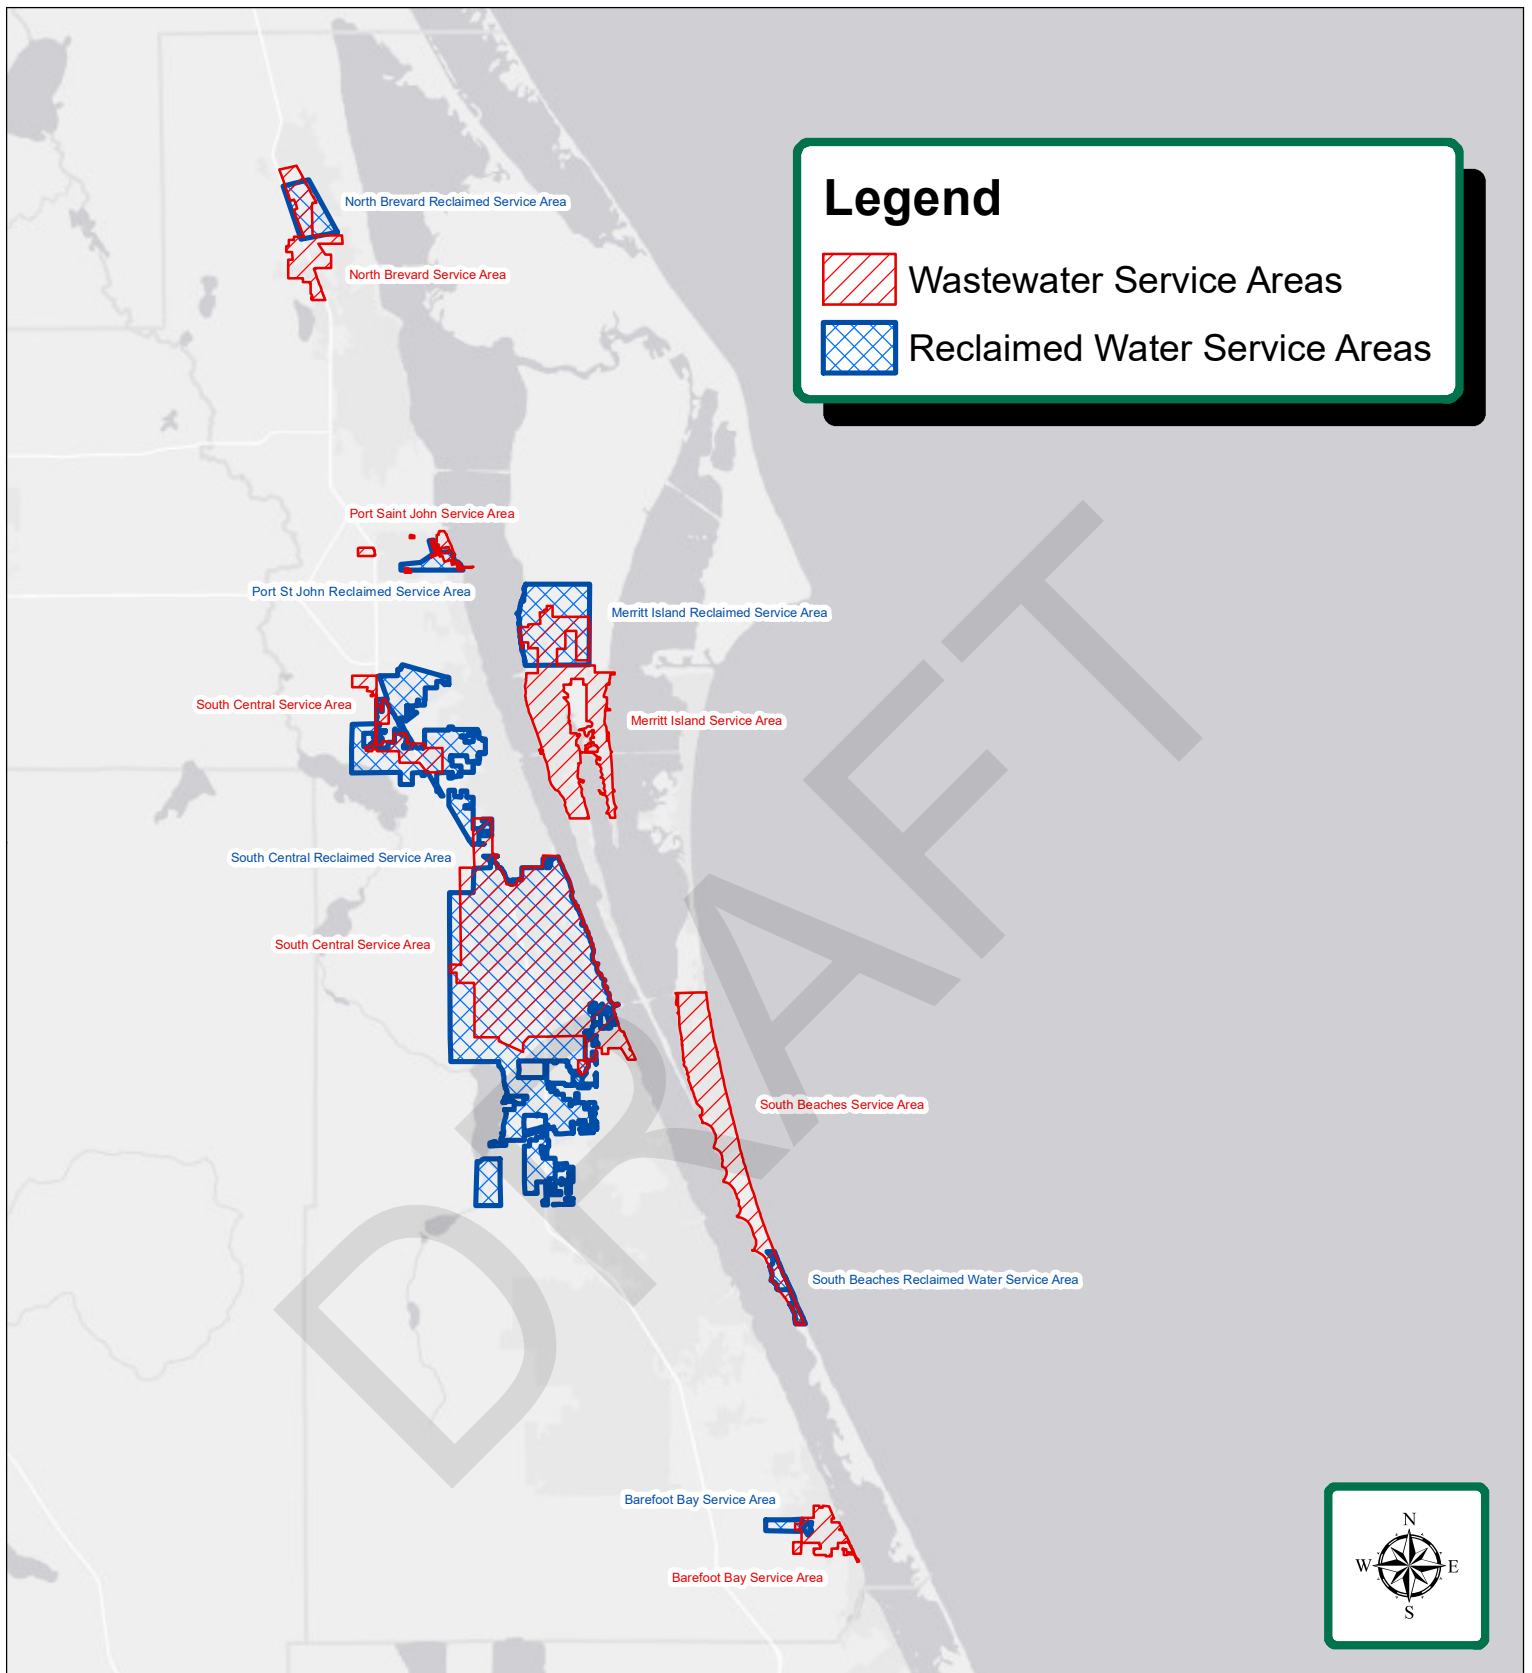 Legend
Wastewater Service Areas
Reclaimed Water Service Areas
North Brevard Reclaimed Service Area
North Brevard Service Area
Port Saint John Service Area
Port St John Reclaimed Service Area
Merritt Island Reclaimed Service Area
South Central Service Area
Merritt Island Service Area
South Central Reclaimed Service Area
South Central Service Area
South Beaches Service Area
South Beaches Reclaimed Water Service Area
Barefoot Bay Service Area
Barefoot Bay Service Area
DRAFT
N
W E
S